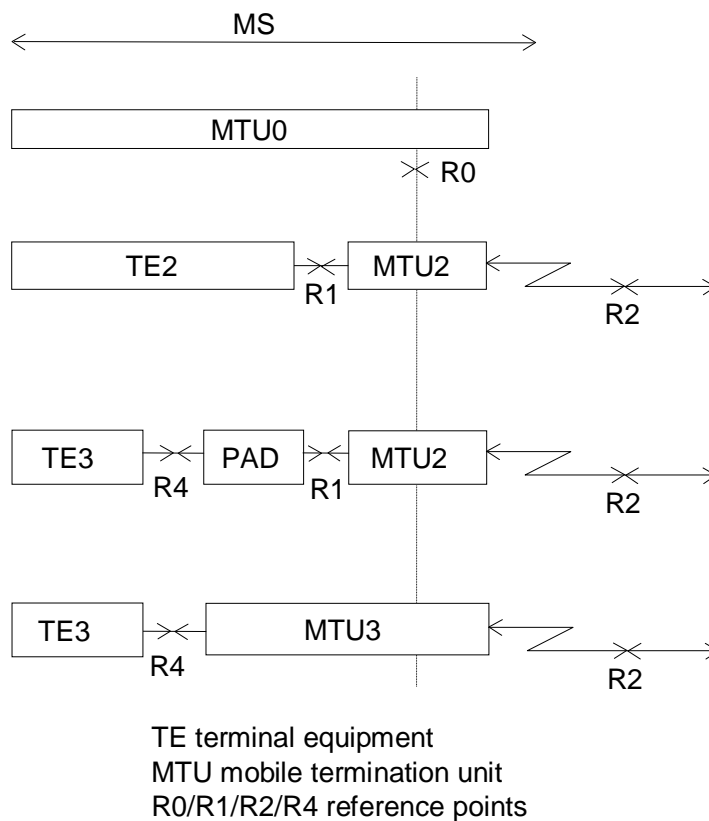 MS
MTU0
R0
TE2
R1
MTU2
R2
TE3
R4
PAD
R1
MTU2
R2
TE3
R4
MTU3
R2
TE terminal equipment
MTU mobile termination unit
R0/R1/R2/R4 reference points